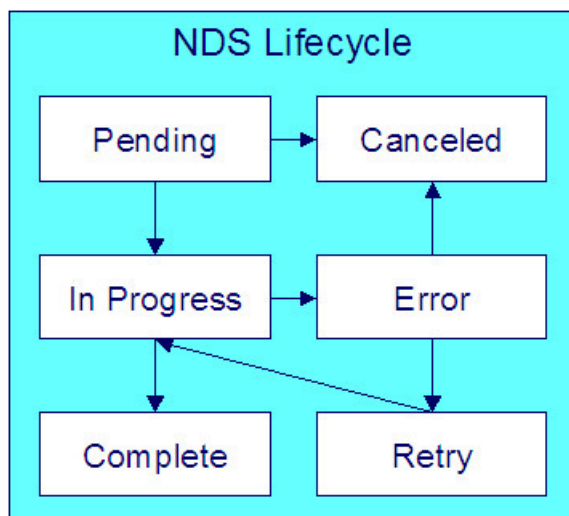 NDS Lifecycle
Pending
Canceled
In Progress
Error
Complete
Retry